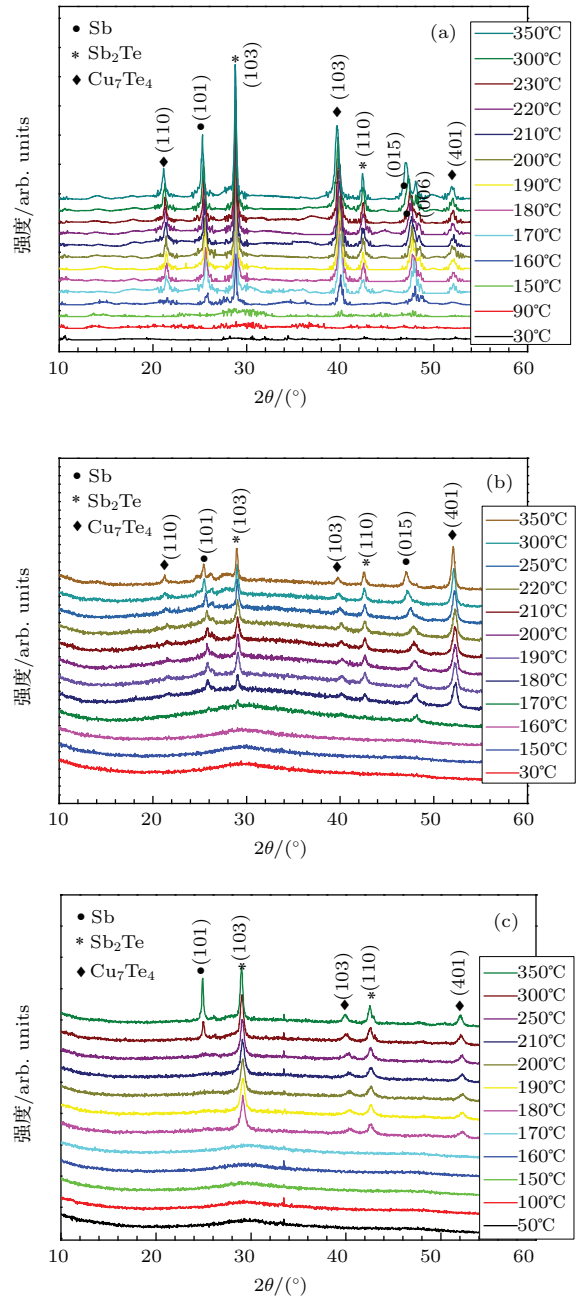 (a)
● Sb
* Sb₂Te
◆ Cu₇Te₄
◆(110)
●(101)
*(103)
◆(103)
*(110)
●(015)
●(006)
◆(401)
350℃
300℃
230℃
220℃
210℃
200℃
190℃
180℃
170℃
160℃
150℃
90℃
30℃
强度/arb. units
10 20 30 40 50 60
2θ/(°)
(b)
● Sb
* Sb₂Te
◆ Cu₇Te₄
◆(110)
●(101)
*(103)
◆(103)
*(110)
●(015)
◆(401)
350℃
300℃
250℃
220℃
210℃
200℃
190℃
180℃
170℃
160℃
150℃
30℃
强度/arb. units
10 20 30 40 50 60
2θ/(°)
(c)
● Sb
* Sb₂Te
◆ Cu₇Te₄
●(101)
*(103)
◆(103)
*(110)
◆(401)
350℃
300℃
250℃
210℃
200℃
190℃
180℃
170℃
160℃
150℃
100℃
50℃
强度/arb. units
10 20 30 40 50 60
2θ/(°)